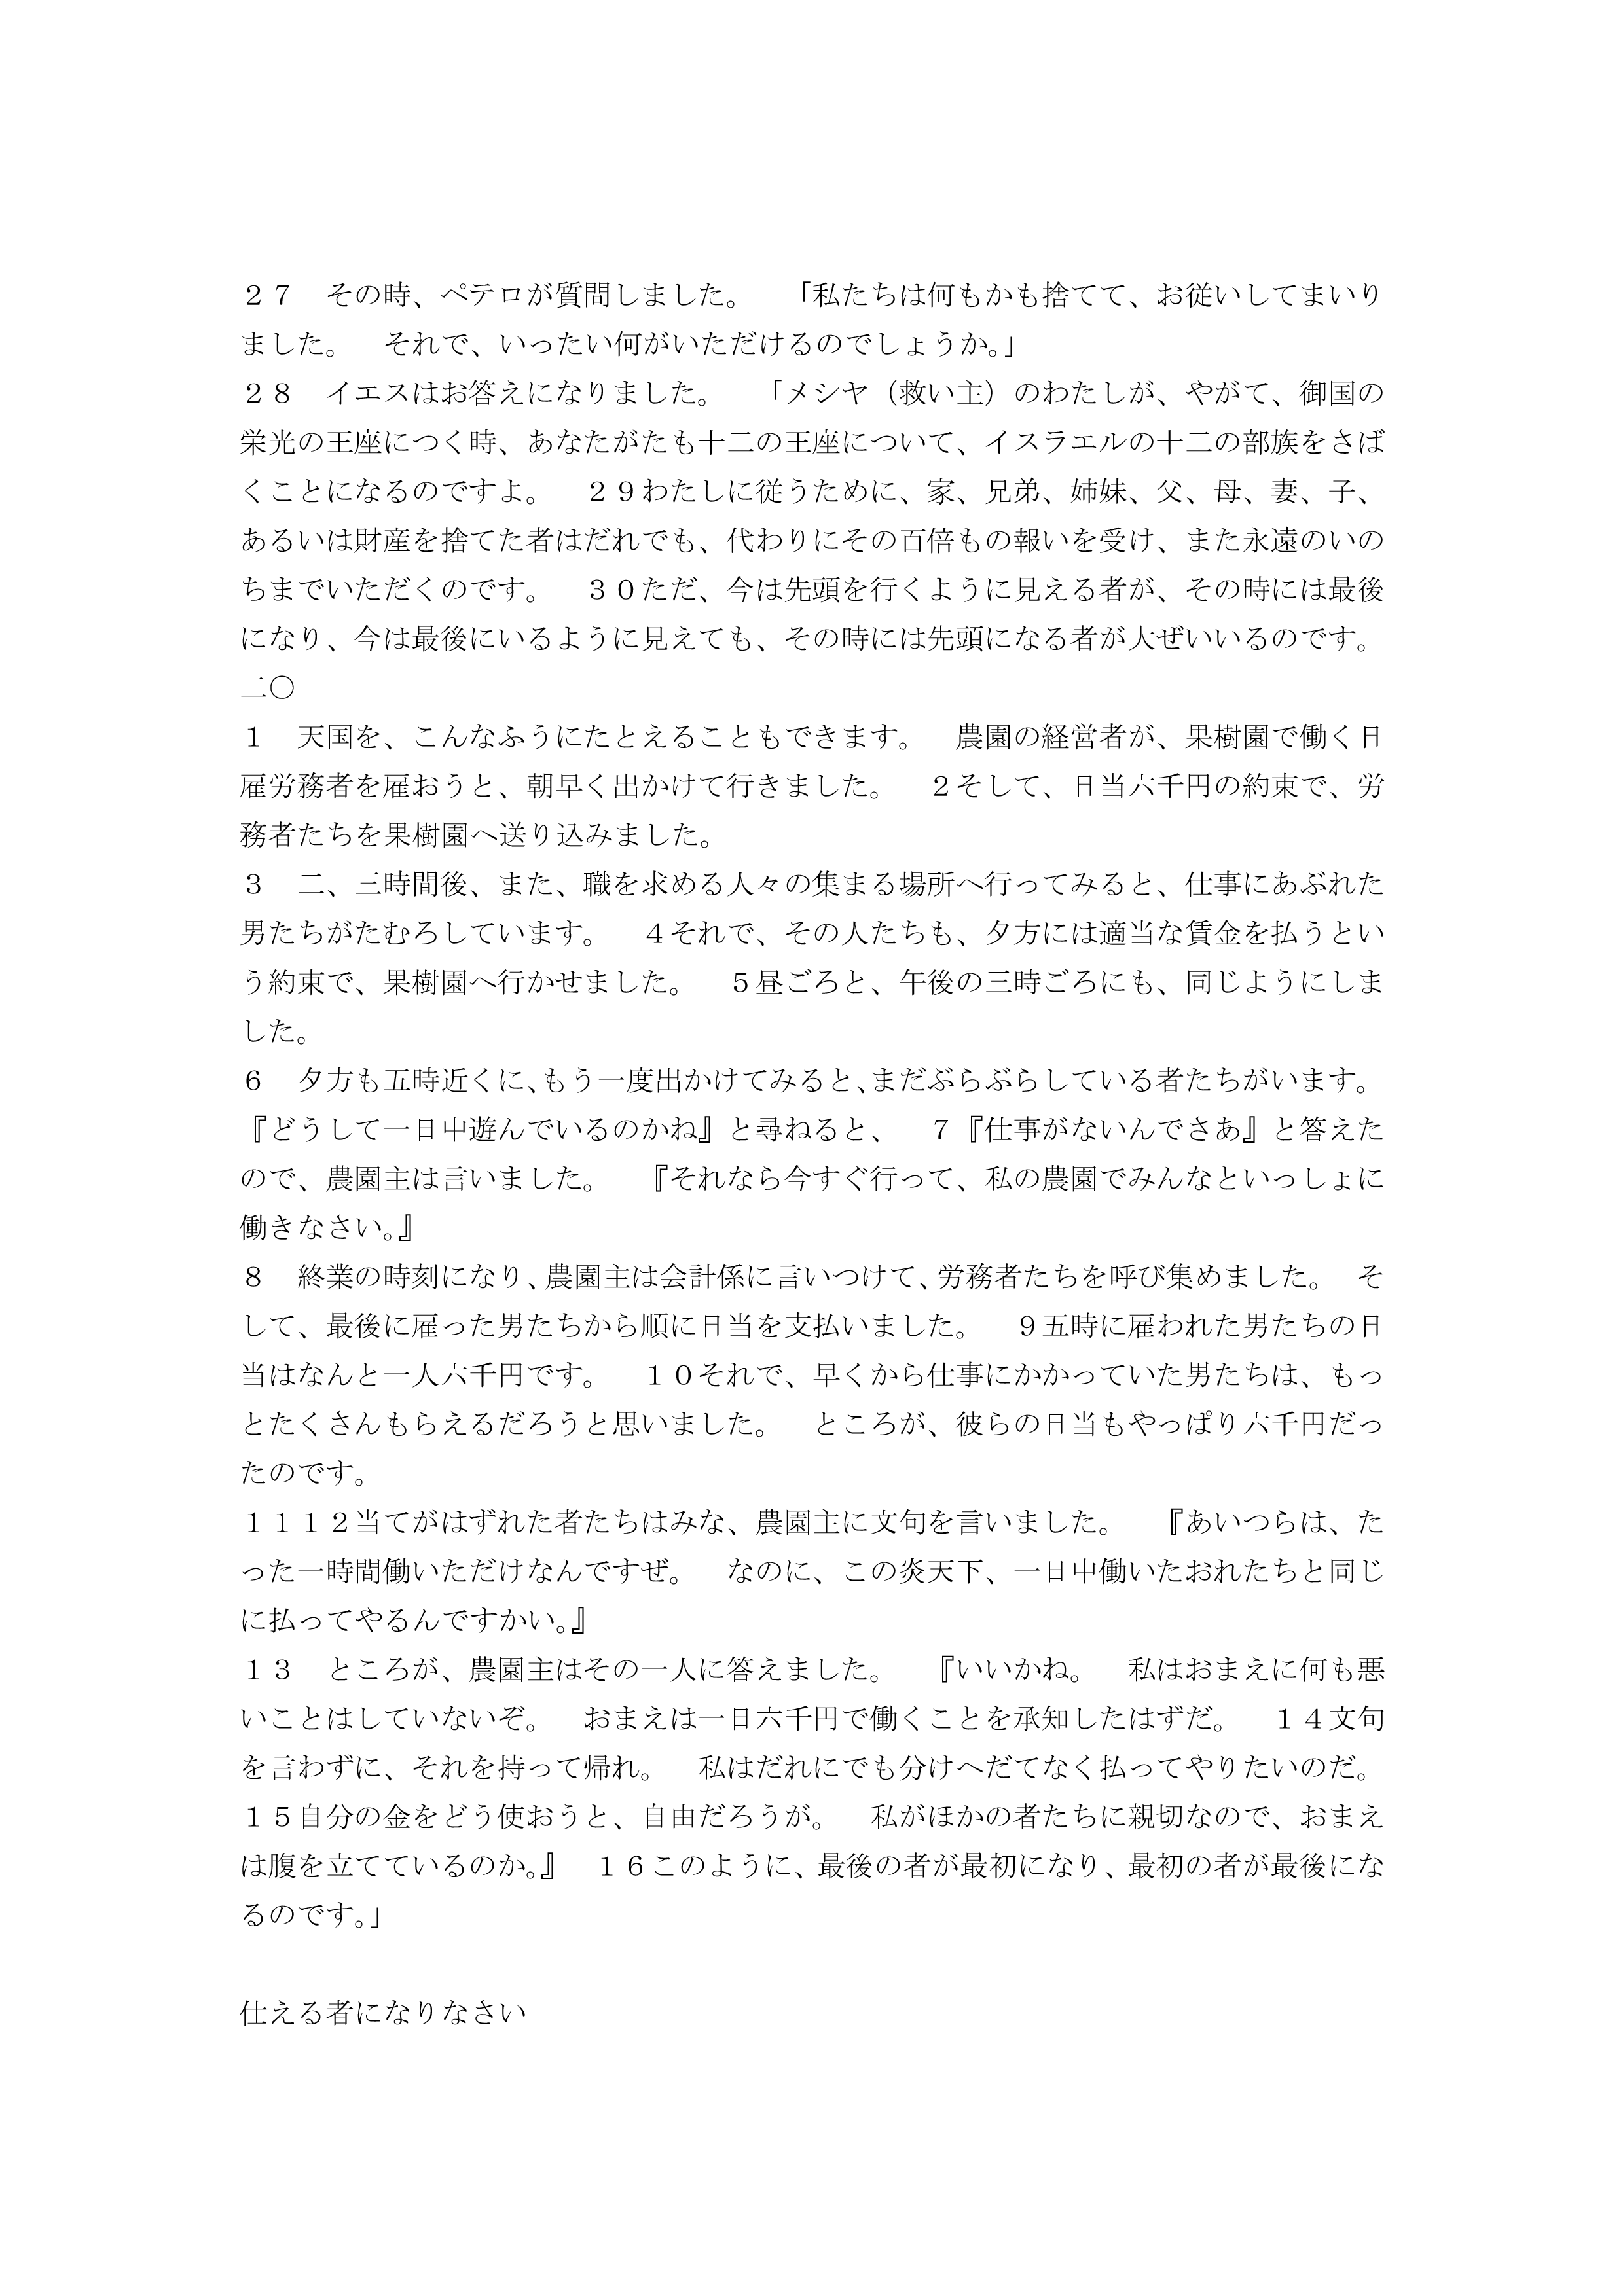 ２７　その時、ペテロが質問しました。　「私たちは何もかも捨てて、お従いしてまいり
ました。　それで、いったい何がいただけるのでしょうか。」
２８　イエスはお答えになりました。　「メシヤ（救い主）のわたしが、やがて、御国の
栄光の王座につく時、あなたがたも十二の王座について、イスラエルの十二の部族をさば
くことになるのですよ。　２９わたしに従うために、家、兄弟、姉妹、父、母、妻、子、
あるいは財産を捨てた者はだれでも、代わりにその百倍もの報いを受け、また永遠のいの
ちまでいただくのです。　３０ただ、今は先頭を行くように見える者が、その時には最後
になり、今は最後にいるように見えても、その時には先頭になる者が大ぜいいるのです。
二〇
１　天国を、こんなふうにたとえることもできます。　農園の経営者が、果樹園で働く日
雇労務者を雇おうと、朝早く出かけて行きました。　２そして、日当六千円の約束で、労
務者たちを果樹園へ送り込みました。
３　二、三時間後、また、職を求める人々の集まる場所へ行ってみると、仕事にあぶれた
男たちがたむろしています。　４それで、その人たちも、夕方には適当な賃金を払うとい
う約束で、果樹園へ行かせました。　５昼ごろと、午後の三時ごろにも、同じようにしま
した。
６　夕方も五時近くに、もう一度出かけてみると、まだぶらぶらしている者たちがいます。
『どうして一日中遊んでいるのかね』と尋ねると、　７『仕事がないんでさあ』と答えた
ので、農園主は言いました。　『それなら今すぐ行って、私の農園でみんなといっしょに
働きなさい。』
８　終業の時刻になり、農園主は会計係に言いつけて、労務者たちを呼び集めました。　そ
して、最後に雇った男たちから順に日当を支払いました。　９五時に雇われた男たちの日
当はなんと一人六千円です。　１０それで、早くから仕事にかかっていた男たちは、もっ
とたくさんもらえるだろうと思いました。　ところが、彼らの日当もやっぱり六千円だっ
たのです。
１１１２当てがはずれた者たちはみな、農園主に文句を言いました。　『あいつらは、た
った一時間働いただけなんですぜ。　なのに、この炎天下、一日中働いたおれたちと同じ
に払ってやるんですかい。』
１３　ところが、農園主はその一人に答えました。　『いいかね。　私はおまえに何も悪
いことはしていないぞ。　おまえは一日六千円で働くことを承知したはずだ。　１４文句
を言わずに、それを持って帰れ。　私はだれにでも分けへだてなく払ってやりたいのだ。
１５自分の金をどう使おうと、自由だろうが。　私がほかの者たちに親切なので、おまえ
は腹を立てているのか。』　１６このように、最後の者が最初になり、最初の者が最後にな
るのです。」
仕える者になりなさい